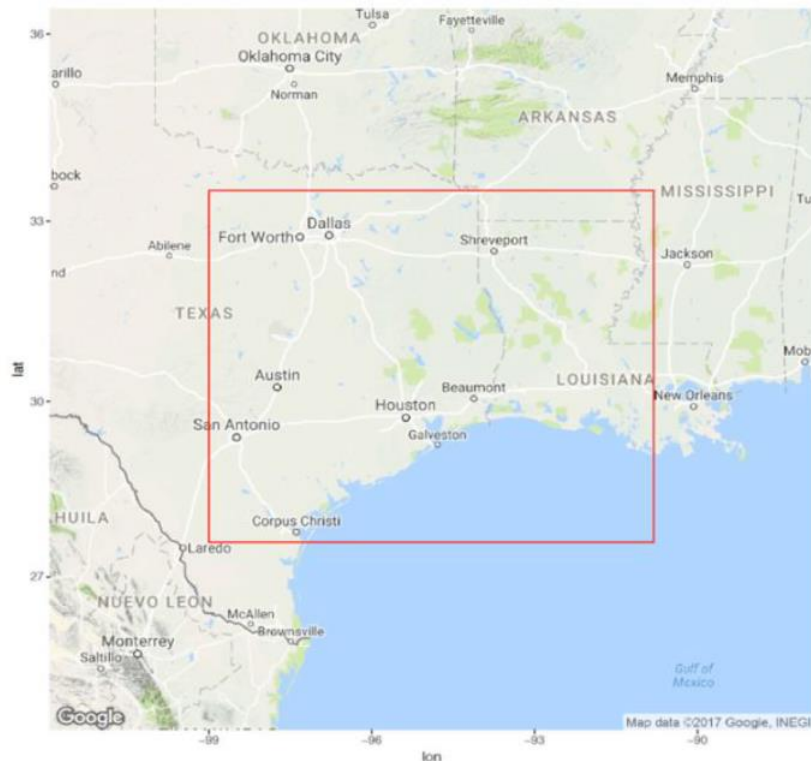 Tulsa
Fayetteville
36
OKLAHOMA
Oklahoma City
arillo
Norman
Memphis
ARKANSAS
bock
MISSISSIPPI
Tu
33
Dallas
Fort Worth
Abilene
Shreveport
Jackson
nd
TEXAS
lat
Mob
Austin
LOUISIANA
Beaumont
30
Houston
New Orleans
San Antonio
Galveston
HUILA
Corpus Christi
Laredo
27
NUEVO LEON
McAllen
Brownsville
Monterrey
Saltillo
Gulf of
Mexico
Google
Map data ©2017 Google, INEGI
-99
-96
-93
-90
lon